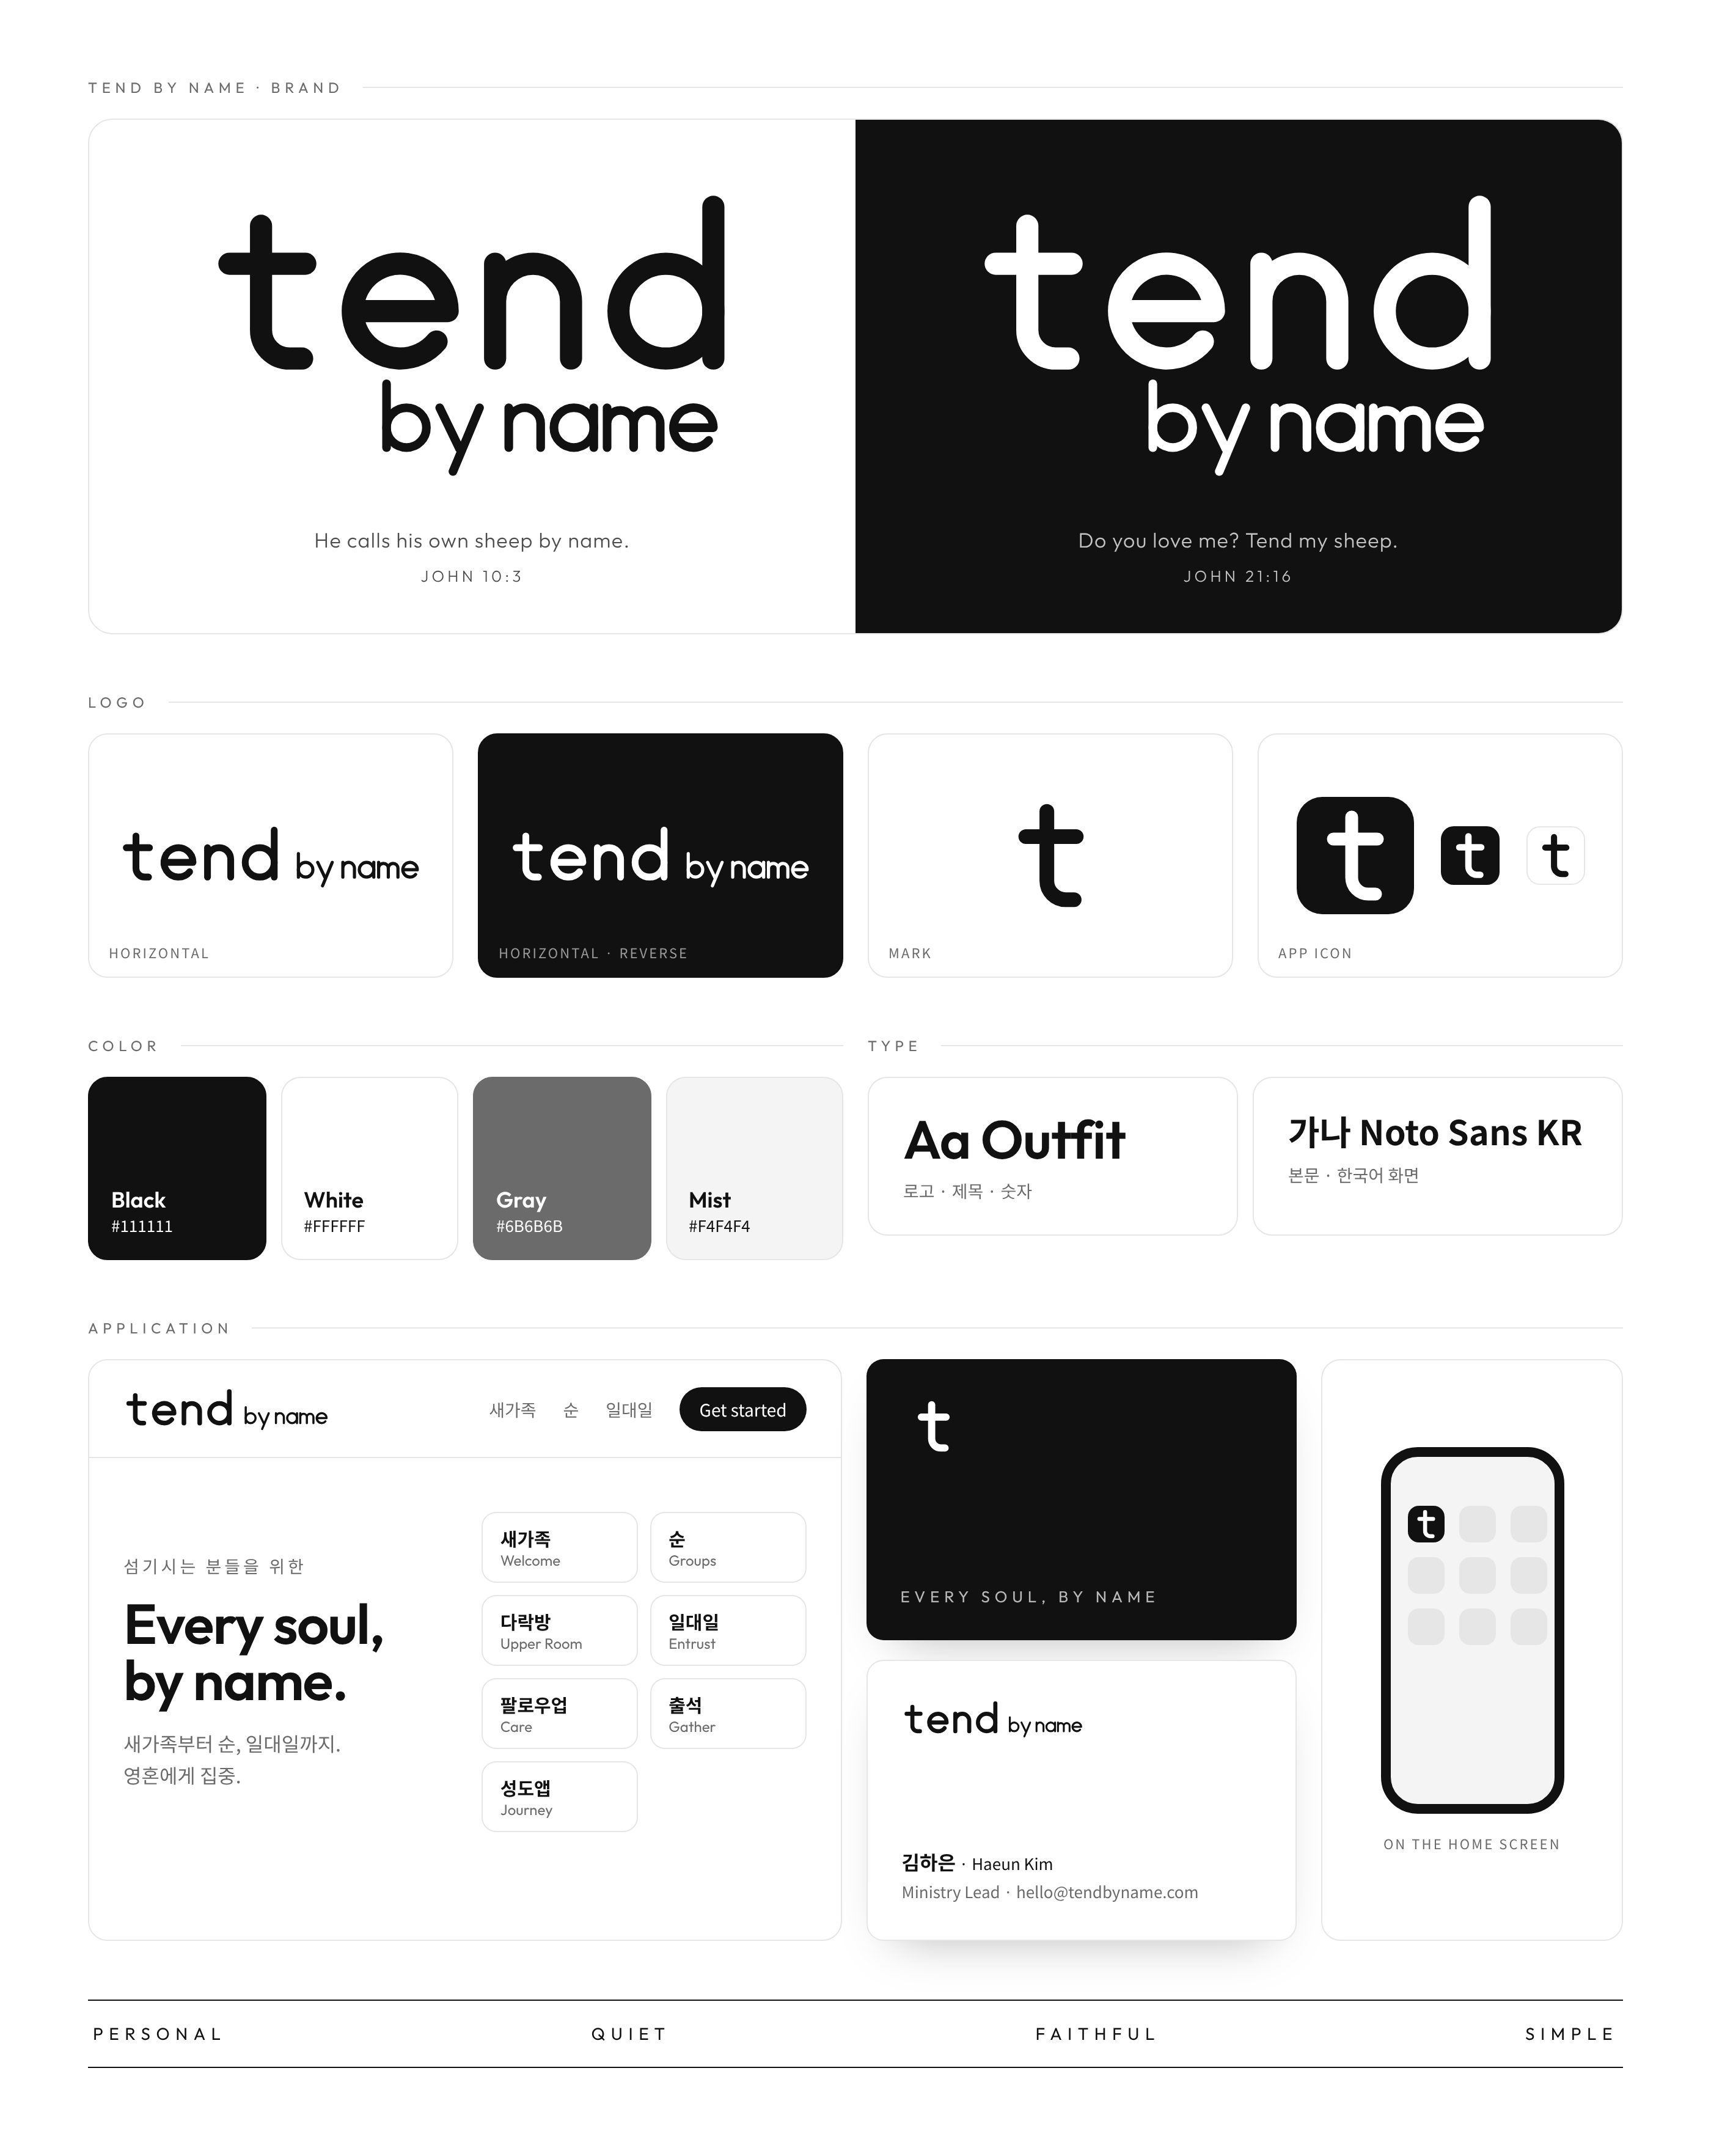 TEND BY NAME · BRAND
tend
by name
He calls his own sheep by name.
JOHN 10:3
tend
by name
Do you love me? Tend my sheep.
JOHN 21:16
LOGO
tend by name
HORIZONTAL
tend by name
HORIZONTAL · REVERSE
t
MARK
t
t
t
APP ICON
COLOR
Black
#111111
White
#FFFFFF
Gray
#6B6B6B
Mist
#F4F4F4
TYPE
Aa Outfit
로고 · 제목 · 숫자
가나 Noto Sans KR
본문 · 한국어 화면
APPLICATION
tend by name
새가족 순 일대일 Get started
섬기시는 분들을 위한
Every soul,
by name.
새가족부터 순, 일대일까지.
영혼에게 집중.
새가족
Welcome
순
Groups
다락방
Upper Room
일대일
Entrust
팔로우업
Care
출석
Gather
성도앱
Journey
t
EVERY SOUL, BY NAME
tend by name
김하은 · Haeun Kim
Ministry Lead · hello@tendbyname.com
t
ON THE HOME SCREEN
PERSONAL QUIET FAITHFUL SIMPLE